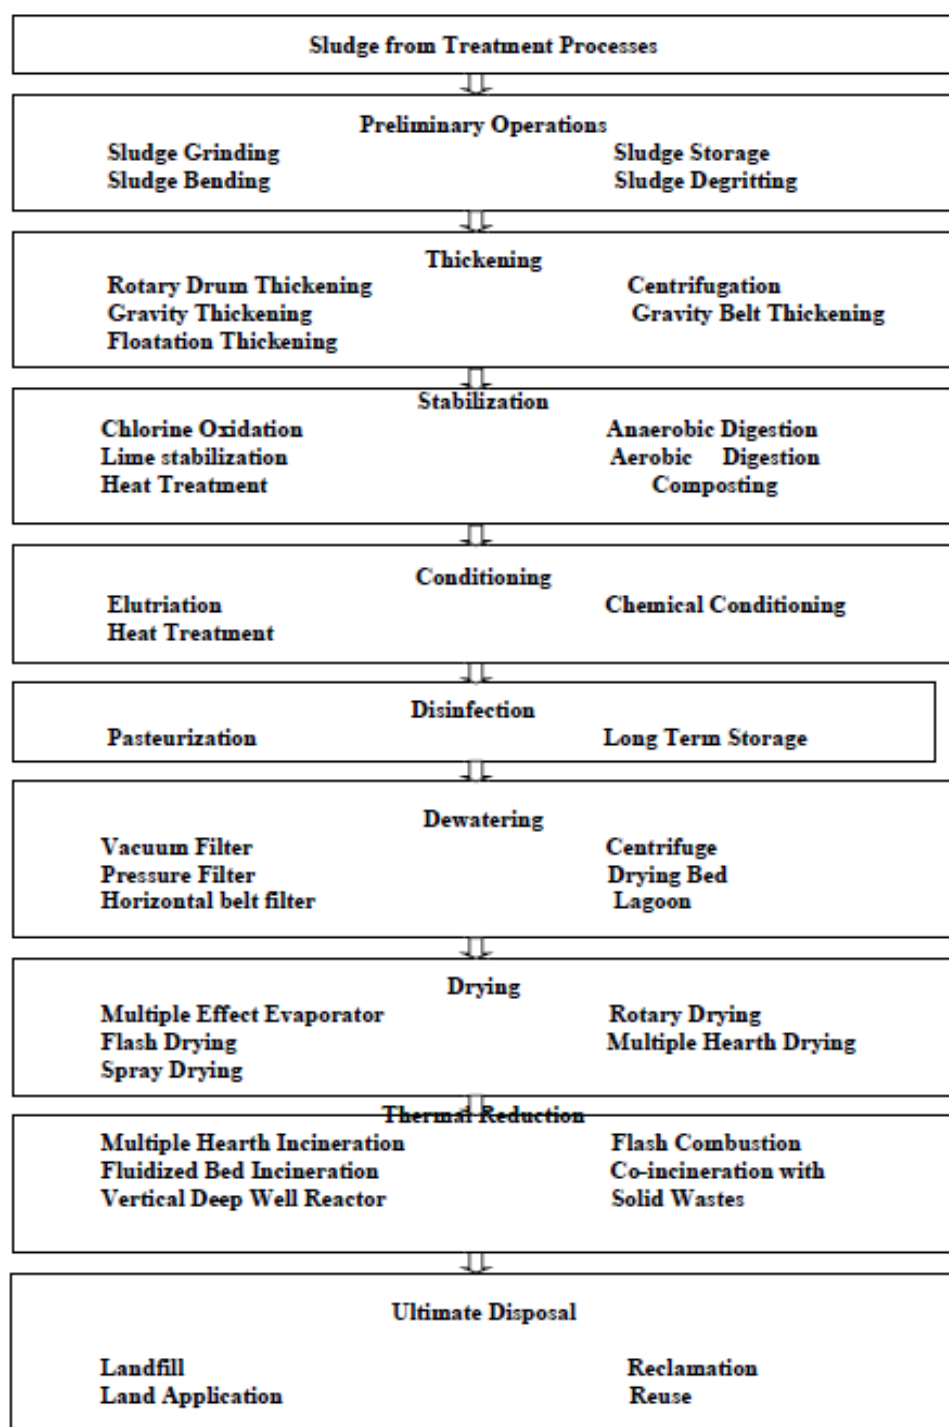 Sludge from Treatment Processes
Preliminary Operations
Sludge Grinding Sludge Storage
Sludge Bending Sludge Degritting
Thickening
Rotary Drum Thickening Centrifugation
Gravity Thickening Gravity Belt Thickening
Floatation Thickening
Stabilization
Chlorine Oxidation Anaerobic Digestion
Lime stabilization Aerobic Digestion
Heat Treatment Composting
Conditioning
Elutriation Chemical Conditioning
Heat Treatment
Disinfection
Pasteurization Long Term Storage
Dewatering
Vacuum Filter Centrifuge
Pressure Filter Drying Bed
Horizontal belt filter Lagoon
Drying
Multiple Effect Evaporator Rotary Drying
Flash Drying Multiple Hearth Drying
Spray Drying
Thermal Reduction
Multiple Hearth Incineration Flash Combustion
Fluidized Bed Incineration Co-incineration with
Vertical Deep Well Reactor Solid Wastes
Ultimate Disposal
Landfill Reclamation
Land Application Reuse